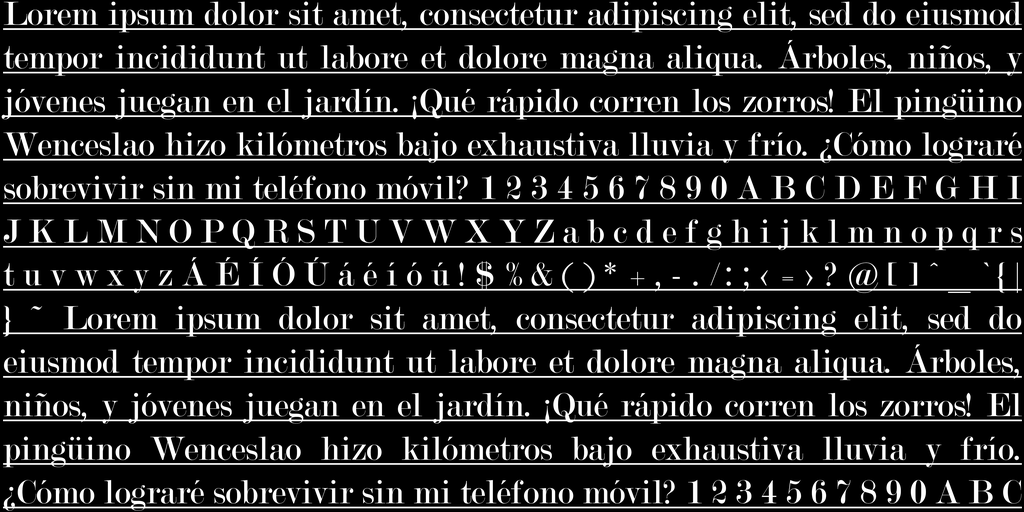 Lorem ipsum dolor sit amet, consectetur adipiscing elit, sed do eiusmod
tempor incididunt ut labore et dolore magna aliqua. Árboles, niños, y
jóvenes juegan en el jardín. ¡Qué rápido corren los zorros! El pingüino
Wenceslao hizo kilómetros bajo exhaustiva lluvia y frío. ¿Cómo lograré
sobrevivir sin mi teléfono móvil? 1 2 3 4 5 6 7 8 9 0 A B C D E F G H I
J K L M N O P Q R S T U V W X Y Z a b c d e f g h i j k l m n o p q r s
t u v w x y z Á É Í Ó Ú á é í ó ú ! $ % & ( ) * + , - . / : ; ‹ = › ? @ [ ] ^ _ ` { |
} ~ Lorem ipsum dolor sit amet, consectetur adipiscing elit, sed do
eiusmod tempor incididunt ut labore et dolore magna aliqua. Árboles,
niños, y jóvenes juegan en el jardín. ¡Qué rápido corren los zorros! El
pingüino Wenceslao hizo kilómetros bajo exhaustiva lluvia y frío.
¿Cómo lograré sobrevivir sin mi teléfono móvil? 1 2 3 4 5 6 7 8 9 0 A B C